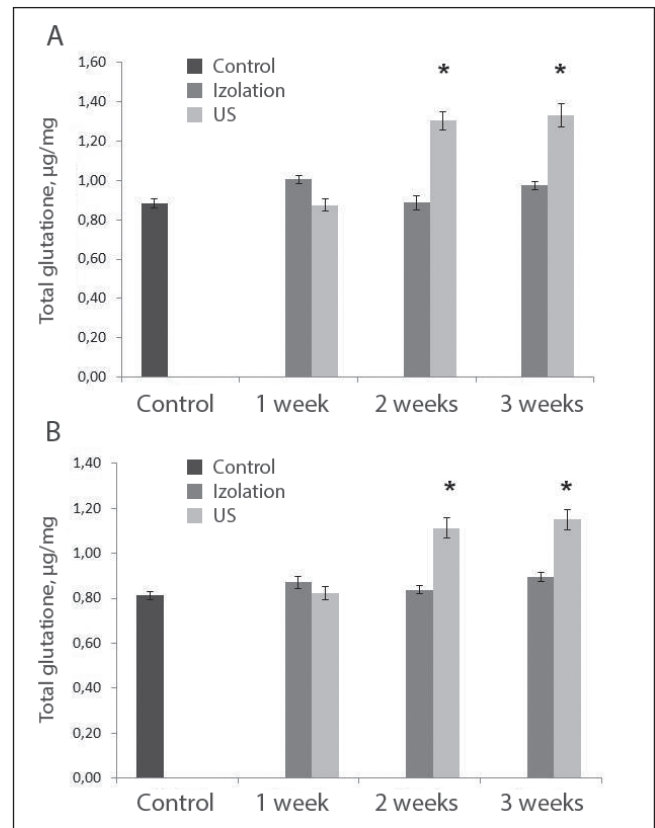 A
Total glutatione, µg/mg
1,60
1,40
1,20
1,00
0,80
0,60
0,40
0,20
0,00
Control
Izolation
US
*
*
Control 1 week 2 weeks 3 weeks
B
Total glutatione, µg/mg
1,40
1,20
1,00
0,80
0,60
0,40
0,20
0,00
Control
Izolation
US
*
*
Control 1 week 2 weeks 3 weeks